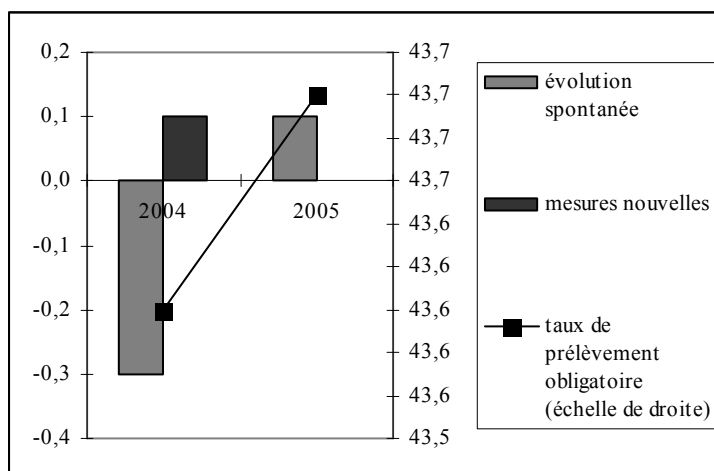 0,2
0,1
0,0
-0,1
-0,2
-0,3
-0,4
2004
2005
43,7
43,7
43,7
43,7
43,6
43,6
43,6
43,6
43,6
43,5
évolution
spontanée
mesures nouvelles
taux de
prélèvement
obligatoire
(échelle de droite)